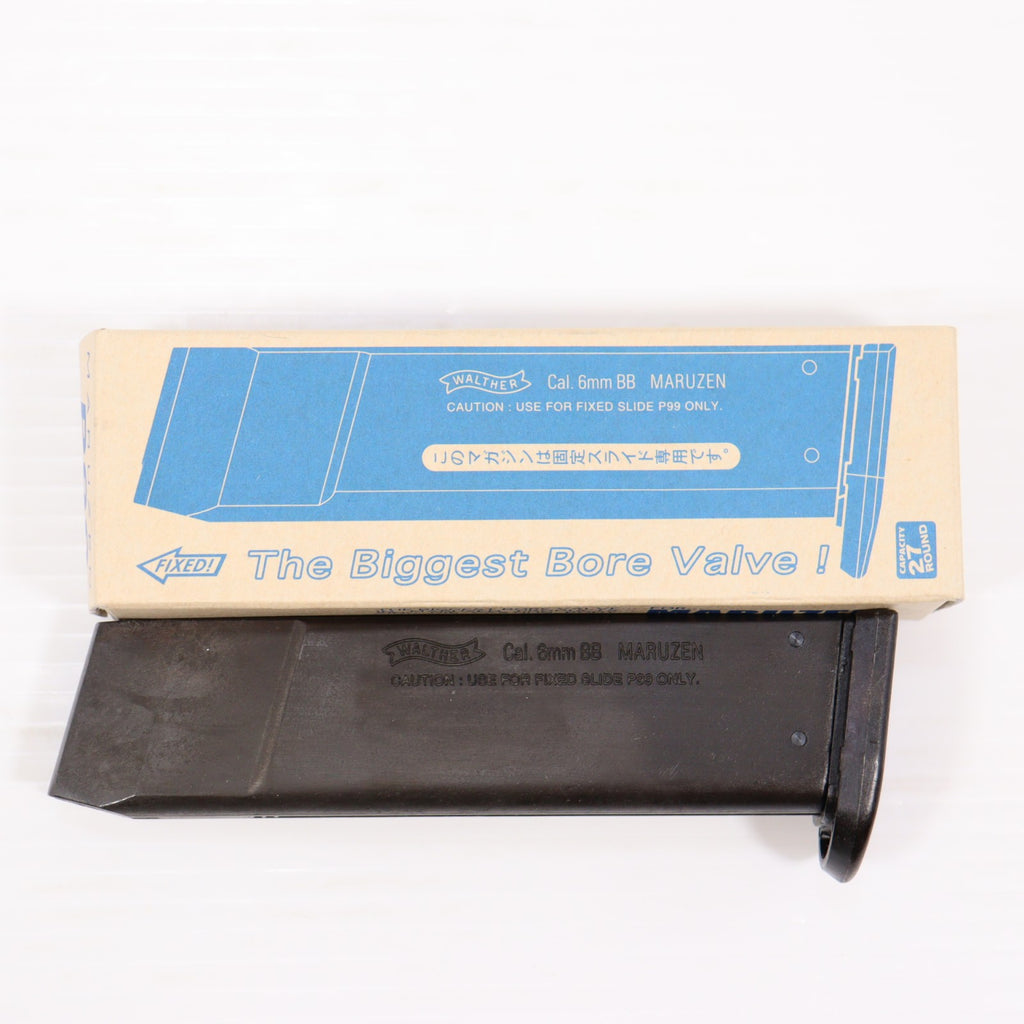 WALTHER Cal. 6mm BB MARUZEN
CAUTION : USE FOR FIXED SLIDE P99 ONLY.
このマガジンは固定スライド専用です。
FIXED! The Biggest Bore Valve !
CAPACITY
27
ROUND
WALTHER Cal. 6mm BB MARUZEN
CAUTION : USE FOR FIXED SLIDE P99 ONLY.